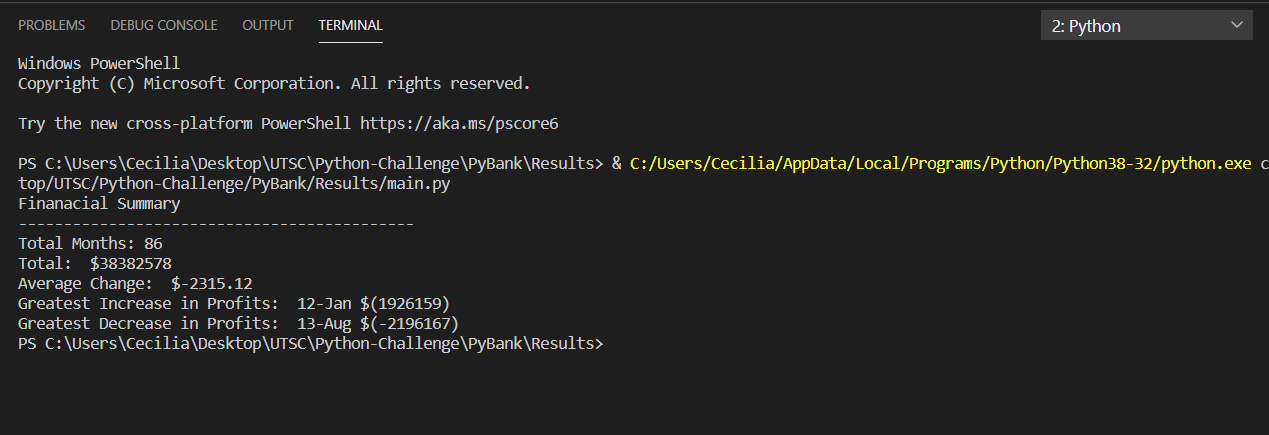 PROBLEMS DEBUG CONSOLE OUTPUT TERMINAL 2: Python
Windows PowerShell
Copyright (C) Microsoft Corporation. All rights reserved.
Try the new cross-platform PowerShell https://aka.ms/pscore6
PS C:\Users\Cecilia\Desktop\UTSC\Python-Challenge\PyBank\Results> & C:/Users/Cecilia/AppData/Local/Programs/Python/Python38-32/python.exe c
top/UTSC/Python-Challenge/PyBank/Results/main.py
Finanacial Summary
--------------------------------------------
Total Months: 86
Total:  $38382578
Average Change:  $-2315.12
Greatest Increase in Profits:  12-Jan $(1926159)
Greatest Decrease in Profits:  13-Aug $(-2196167)
PS C:\Users\Cecilia\Desktop\UTSC\Python-Challenge\PyBank\Results>